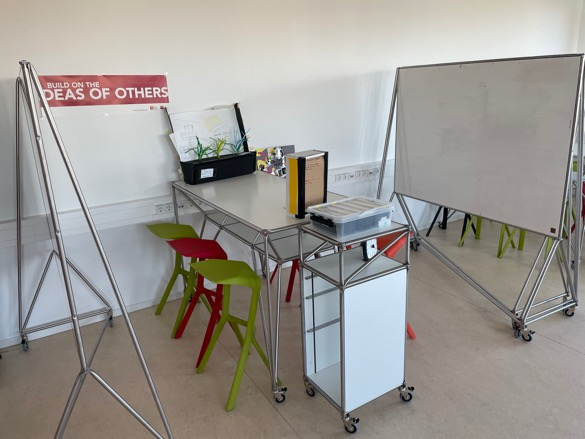 BUILD ON THE
IDEAS OF OTHERS